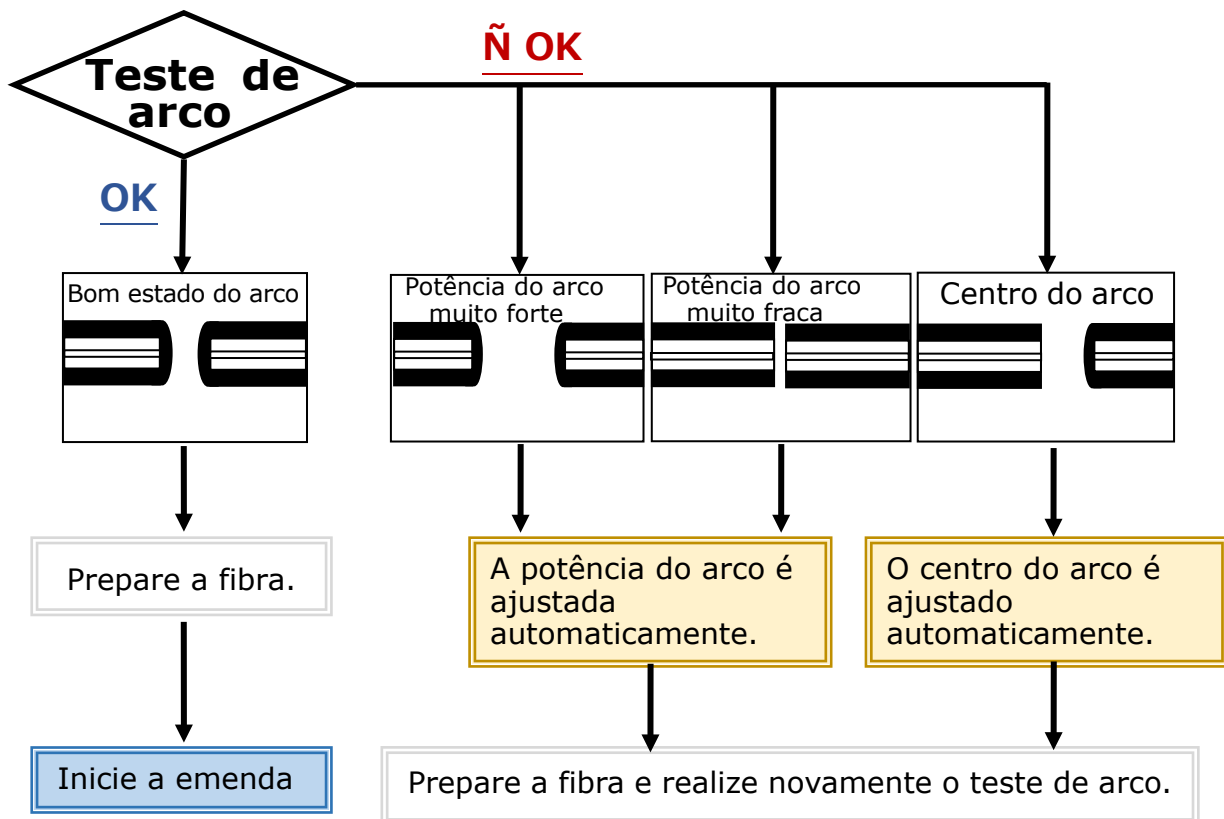 Teste de
arco
Ñ OK
OK
Bom estado do arco
Potência do arco
muito forte
Potência do arco
muito fraca
Centro do arco
Prepare a fibra.
A potência do arco é
ajustada
automaticamente.
O centro do arco é
ajustado
automaticamente.
Inicie a emenda
Prepare a fibra e realize novamente o teste de arco.